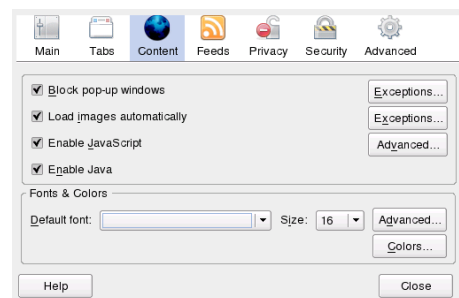 Main Tabs Content Feeds Privacy Security Advanced
Block pop-up windows Exceptions...
Load images automatically Exceptions...
Enable JavaScript Advanced...
Enable Java
Fonts & Colors
Default font: Size: 16 Advanced...
Colors...
Help Close